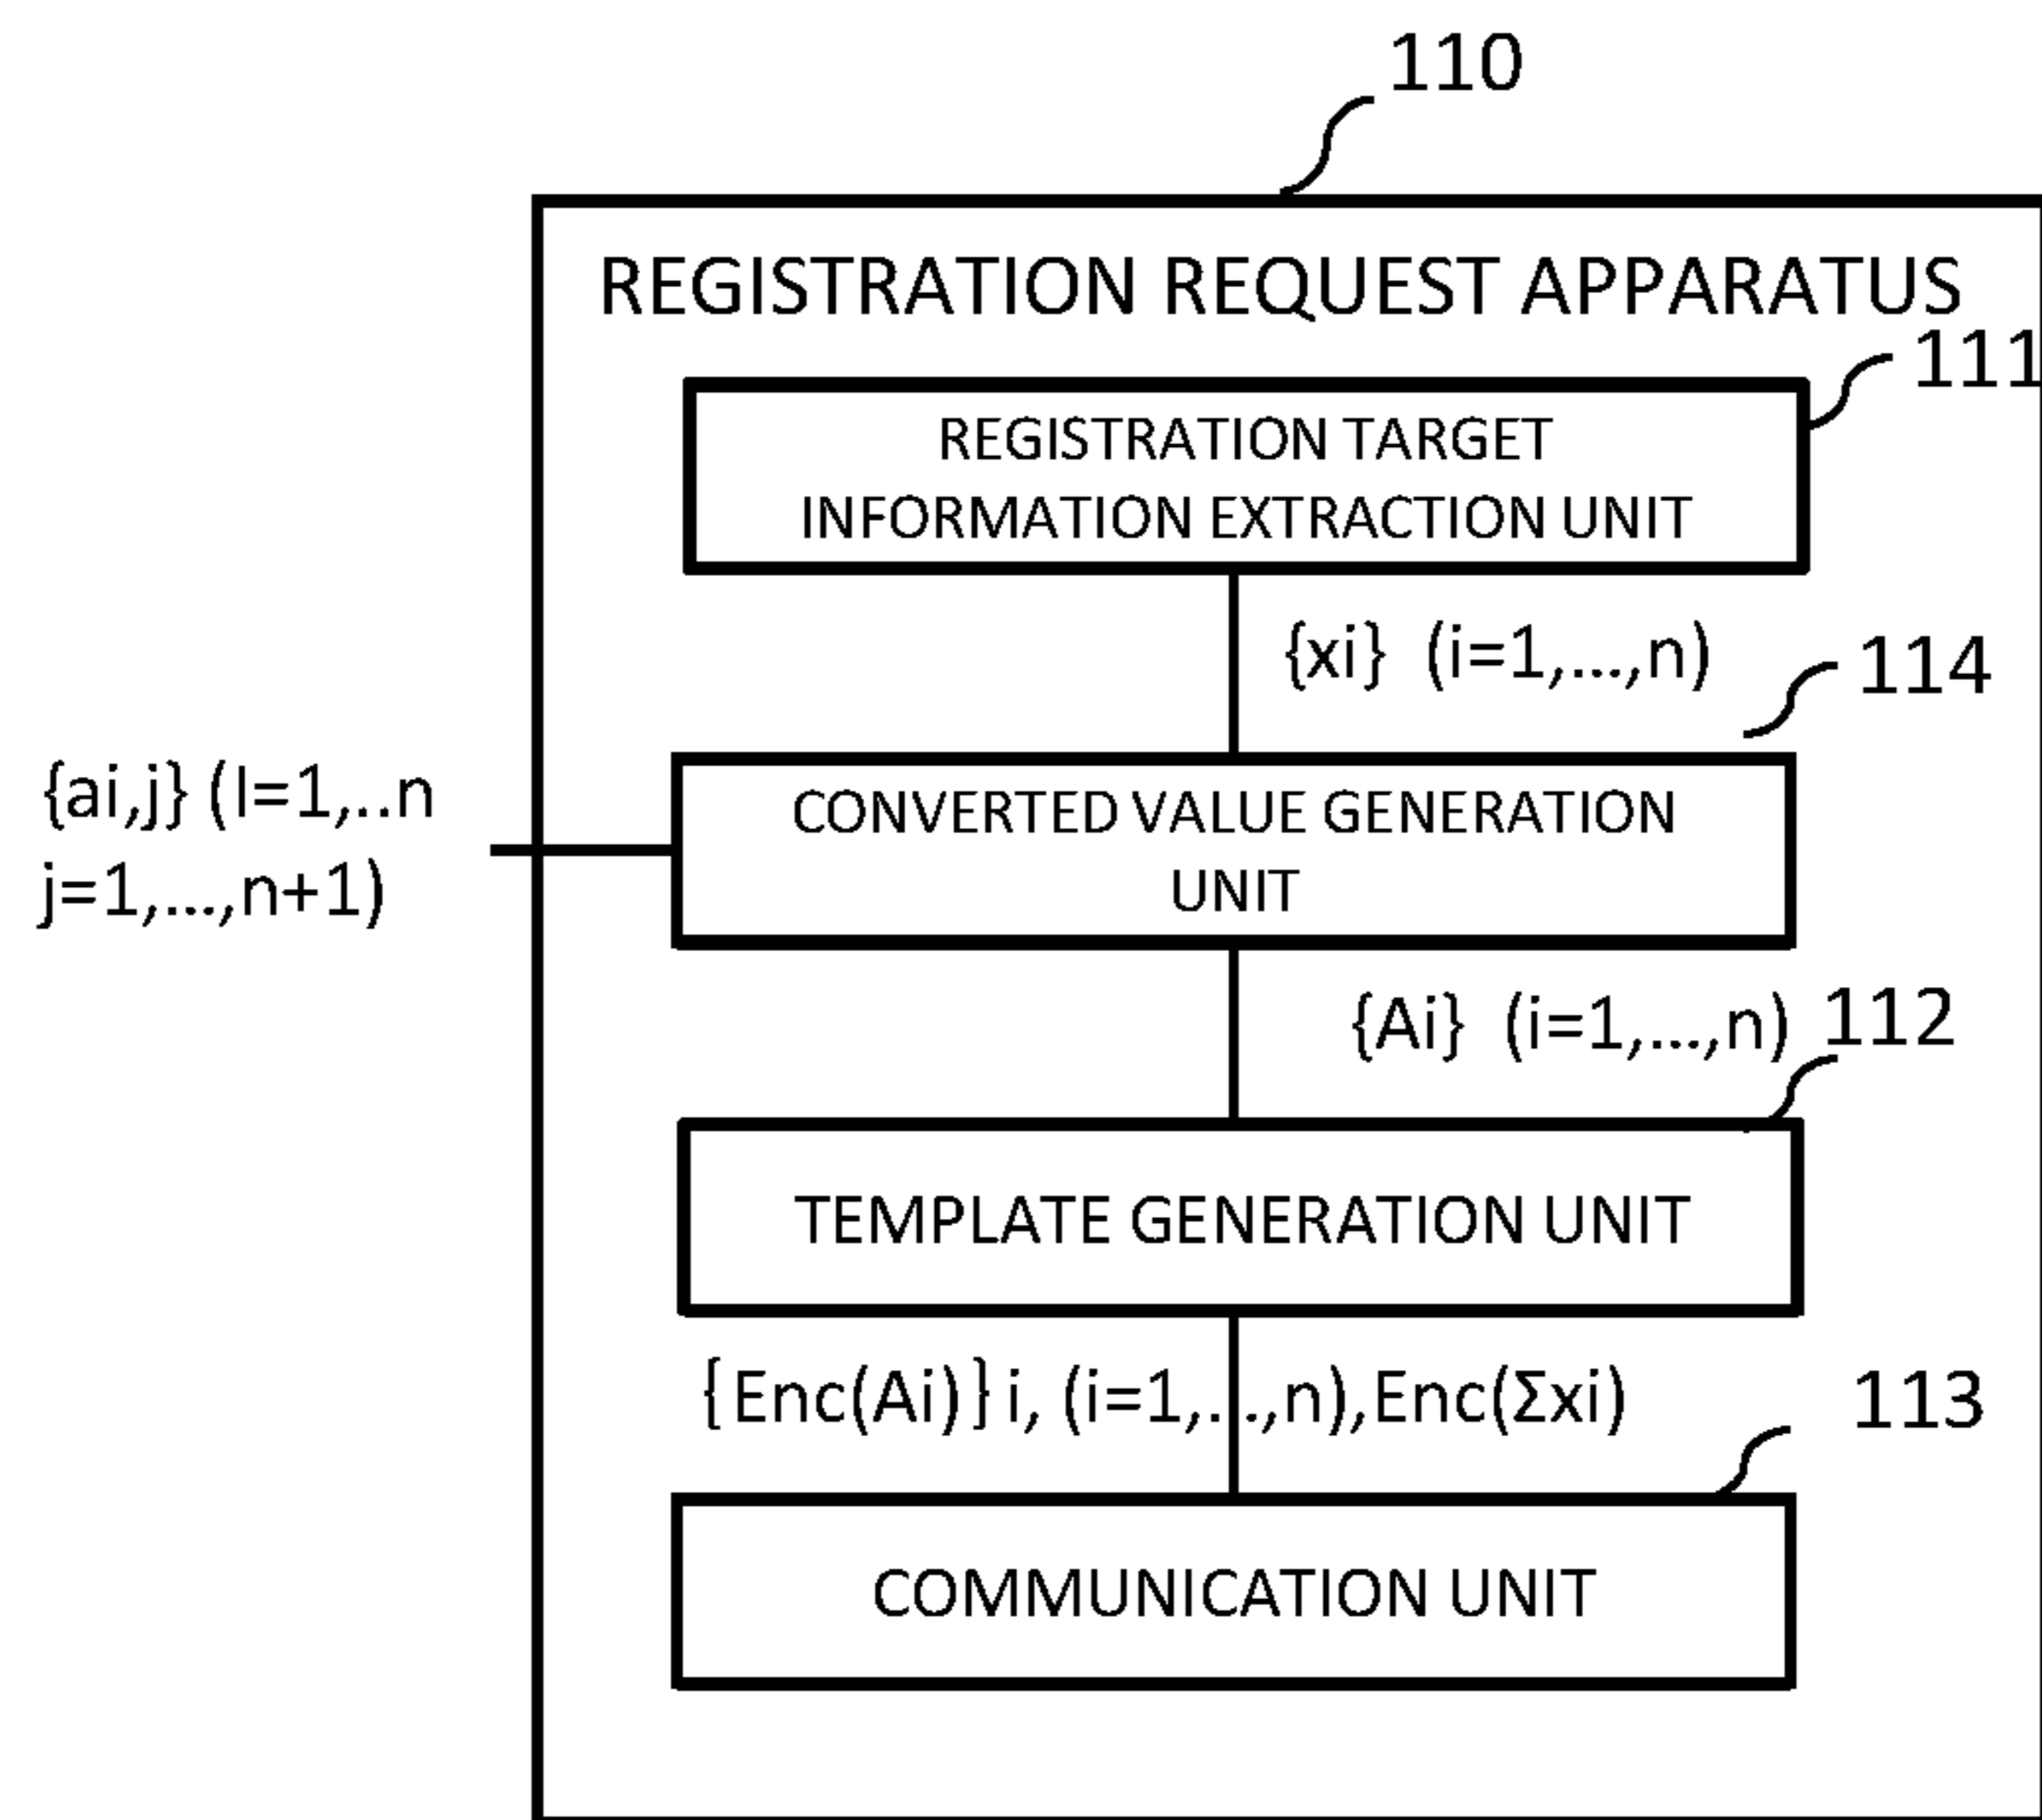 110
REGISTRATION REQUEST APPARATUS
111
REGISTRATION TARGET
INFORMATION EXTRACTION UNIT
{xi} (i=1,...,n)
114
{ai,j} (I=1,..n
j=1,...,n+1)
CONVERTED VALUE GENERATION
UNIT
{Ai} (i=1,...,n)
112
TEMPLATE GENERATION UNIT
{Enc(Ai)}i, (i=1,...,n),Enc(Σxi)
113
COMMUNICATION UNIT